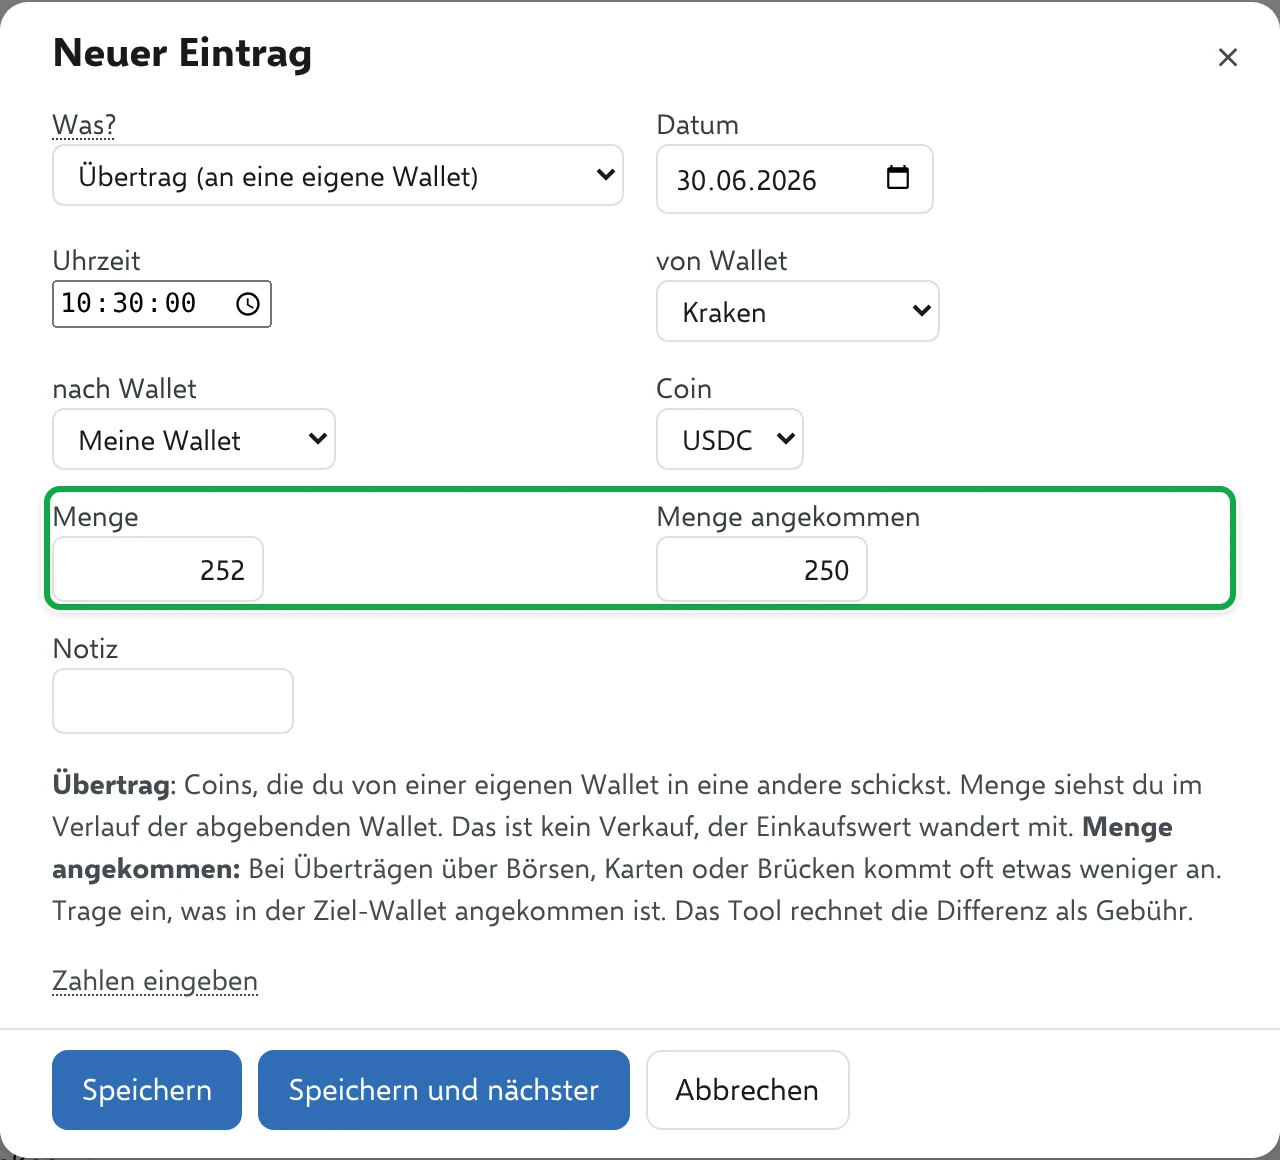 Neuer Eintrag
Was?
Übertrag (an eine eigene Wallet)
Datum
30.06.2026
Uhrzeit
10:30:00
von Wallet
Kraken
nach Wallet
Meine Wallet
Coin
USDC
Menge
252
Menge angekommen
250
Notiz
Übertrag: Coins, die du von einer eigenen Wallet in eine andere schickst. Menge siehst du im
Verlauf der abgebenden Wallet. Das ist kein Verkauf, der Einkaufswert wandert mit. Menge
angekommen: Bei Überträgen über Börsen, Karten oder Brücken kommt oft etwas weniger an.
Trage ein, was in der Ziel-Wallet angekommen ist. Das Tool rechnet die Differenz als Gebühr.
Zahlen eingeben
Speichern
Speichern und nächster
Abbrechen